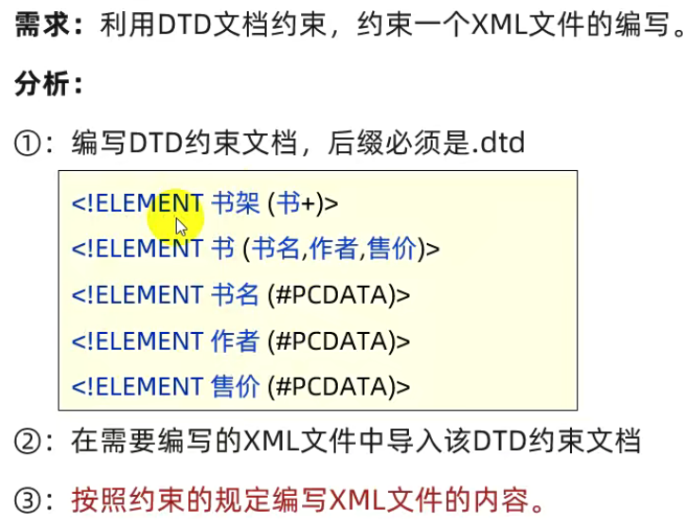 需求：利用DTD文档约束，约束一个XML文件的编写。
分析：
①：编写DTD约束文档，后缀必须是.dtd
<!ELEMENT 书架 (书+)>
<!ELEMENT 书 (书名,作者,售价)>
<!ELEMENT 书名 (#PCDATA)>
<!ELEMENT 作者 (#PCDATA)>
<!ELEMENT 售价 (#PCDATA)>
②：在需要编写的XML文件中导入该DTD约束文档
③：按照约束的规定编写XML文件的内容。